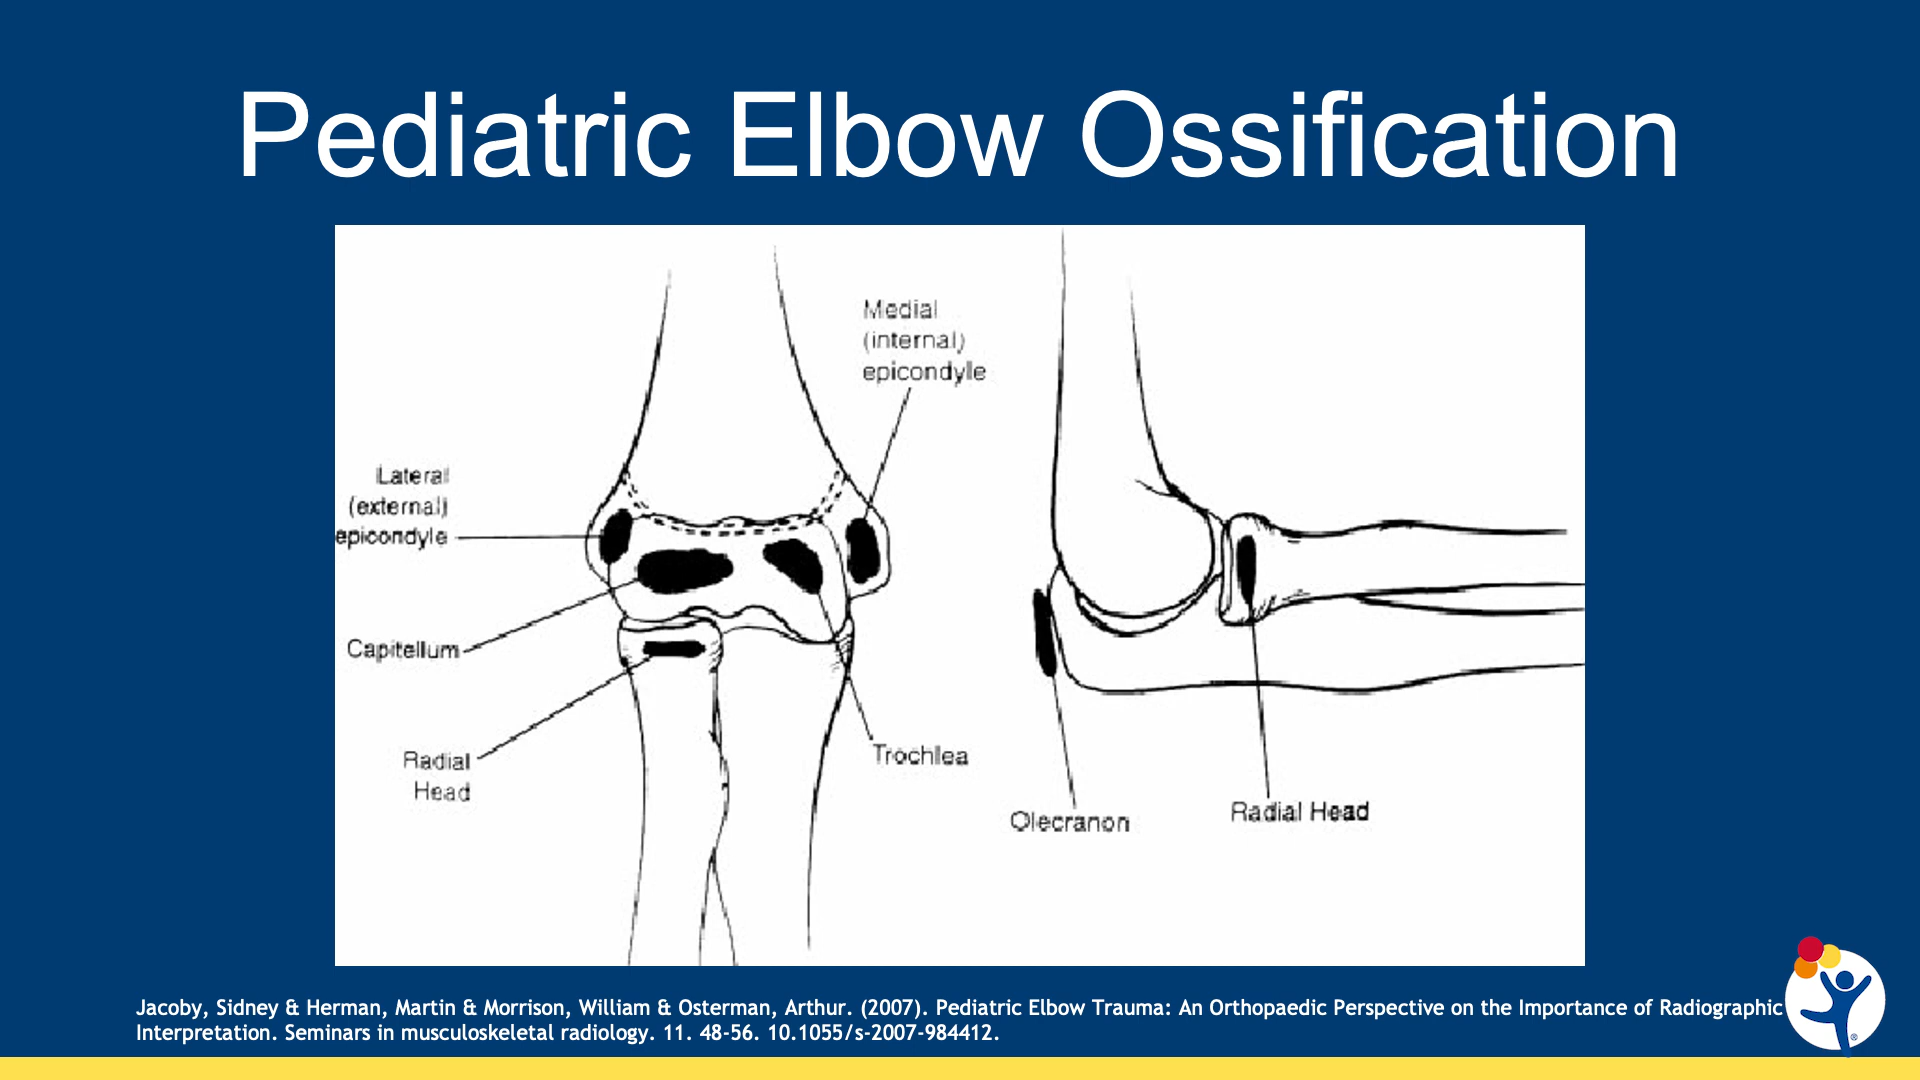 Pediatric Elbow Ossification
Medial
(internal)
epicondyle
Lateral
(external)
epicondyle
Capitellum
Radial
Head
Trochlea
Olecranon
Radial Head
Jacoby, Sidney & Herman, Martin & Morrison, William & Osterman, Arthur. (2007). Pediatric Elbow Trauma: An Orthopaedic Perspective on the Importance of Radiographic
Interpretation. Seminars in musculoskeletal radiology. 11. 48-56. 10.1055/s-2007-984412.
®